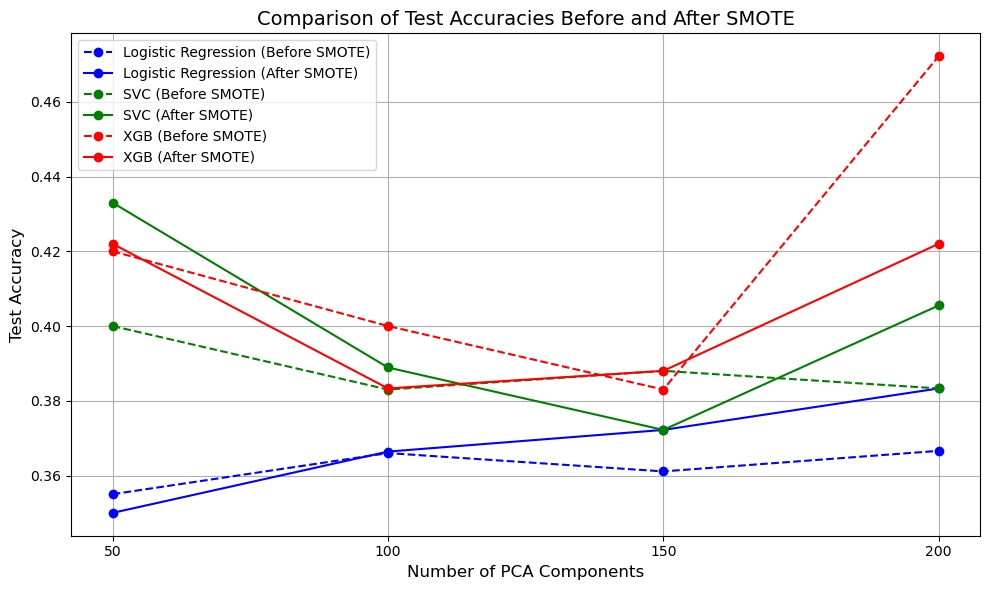 Comparison of Test Accuracies Before and After SMOTE
Logistic Regression (Before SMOTE)
Logistic Regression (After SMOTE)
SVC (Before SMOTE)
SVC (After SMOTE)
XGB (Before SMOTE)
XGB (After SMOTE)
Test Accuracy
0.46
0.44
0.42
0.40
0.38
0.36
50 100 150 200
Number of PCA Components